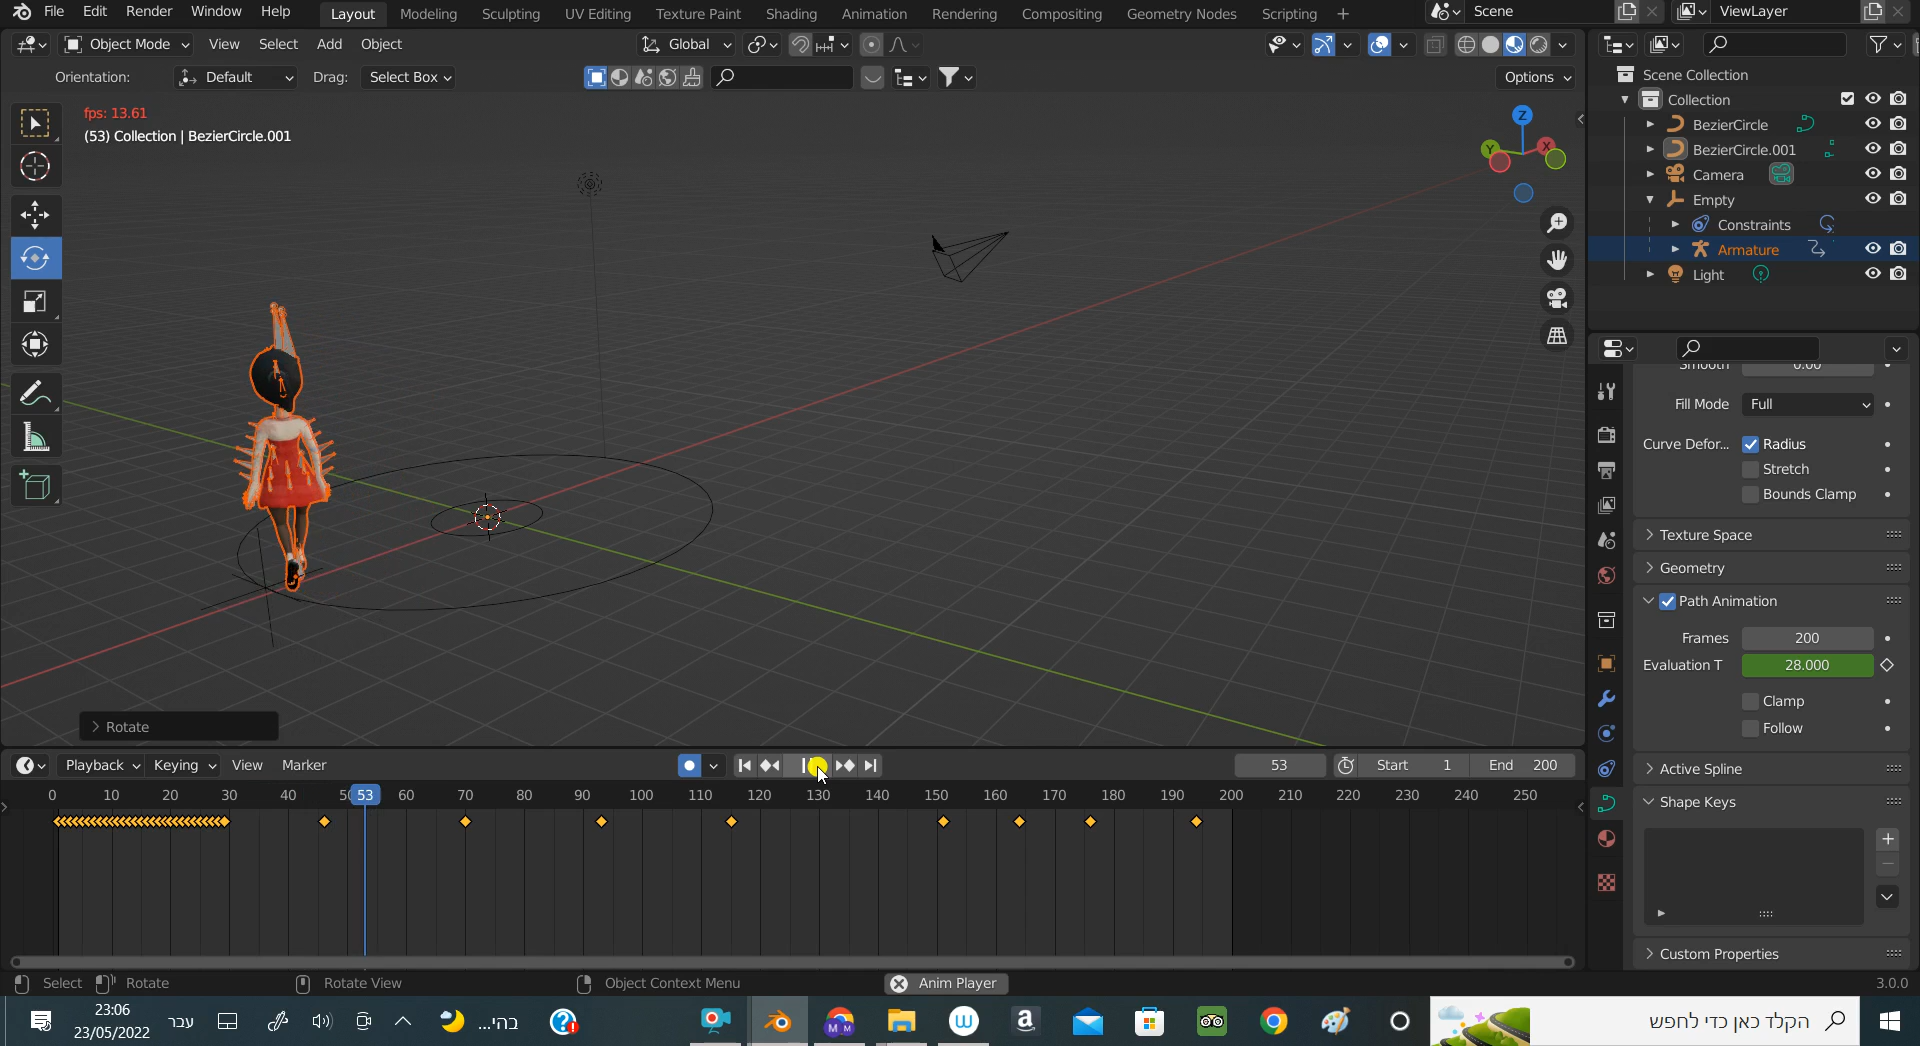 File Edit Render Window Help Layout Modeling Sculpting UV Editing Texture Paint Shading Animation Rendering Compositing Geometry Nodes Scripting + Scene ViewLayer
Object Mode View Select Add Object Global
Orientation: Default Drag: Select Box Options
fps: 13.61
(53) Collection | BezierCircle.001
Z
Y
X
Rotate
Scene Collection
Collection
BezierCircle
BezierCircle.001
Camera
Empty
Constraints
Armature
Light
Smooth 0.00
Fill Mode Full
Curve Defor... Radius
Stretch
Bounds Clamp
Texture Space
Geometry
Path Animation
Frames 200
Evaluation T 28.000
Clamp
Follow
Active Spline
Shape Keys
Custom Properties
Playback Keying View Marker 53 Start 1 End 200
0 10 20 30 40 50 53 60 70 80 90 100 110 120 130 140 150 160 170 180 190 200 210 220 230 240 250
Select Rotate Rotate View Object Context Menu Anim Player 3.0.0
23:06
23/05/2022
עבר
בהי...
הקלד כאן כדי לחפש